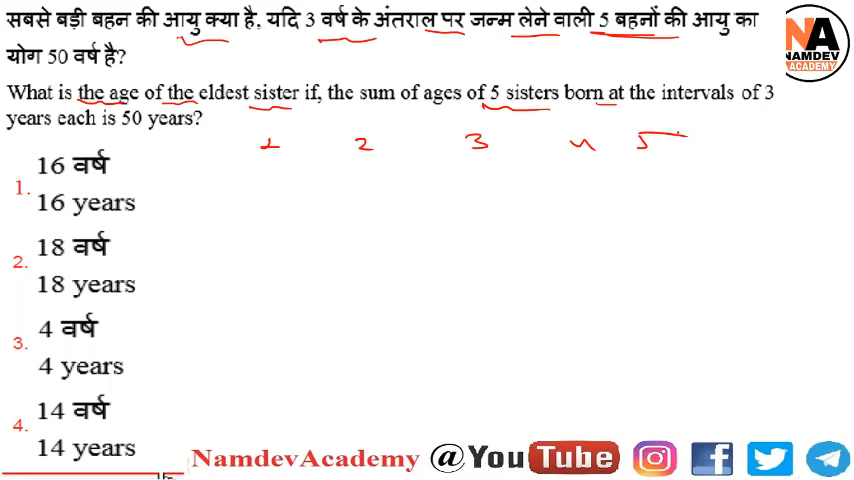 सबसे बड़ी बहन की आयु क्या है, यदि 3 वर्ष के अंतराल पर जन्म लेने वाली 5 बहनों की आयु का
योग 50 वर्ष है?
NA
NAMDEV
ACADEMY
What is the age of the eldest sister if, the sum of ages of 5 sisters born at the intervals of 3
years each is 50 years?
1 2 3 4 5
16 वर्ष
1.
16 years
18 वर्ष
2.
18 years
4 वर्ष
3.
4 years
14 वर्ष
4.
14 years
NamdevAcademy @YouTube